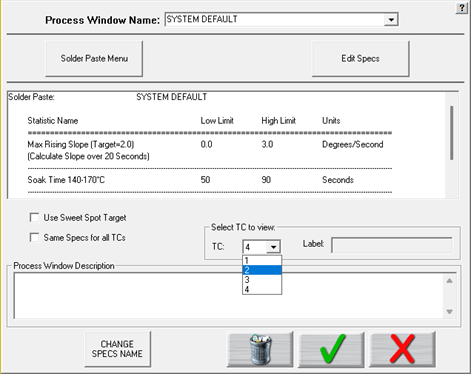 ?
Process Window Name: SYSTEM DEFAULT
Solder Paste Menu
Edit Specs
Solder Paste: SYSTEM DEFAULT
Statistic Name Low Limit High Limit Units
Max Rising Slope (Target=2.0) 0.0 3.0 Degrees/Second
(Calculate Slope over 20 Seconds)
Soak Time 140-170°C 50 90 Seconds
Use Sweet Spot Target
Same Specs for all TCs
Select TC to view:
TC: 4 Label:
1
2
3
4
Process Window Description
CHANGE
SPECS NAME